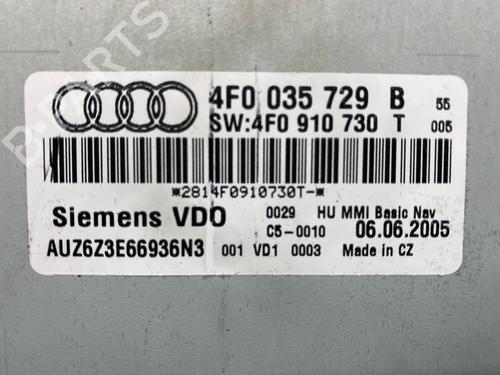 B-PARTS
4F0 035 729 B 55
SW:4F0 910 730 T 005
*2814F0910730T-*
Siemens VDO 0029 HU MMI Basic Nav
C5-0010 06.06.2005
AUZ6Z3E66936N3 001 VD1 0003 Made in CZ